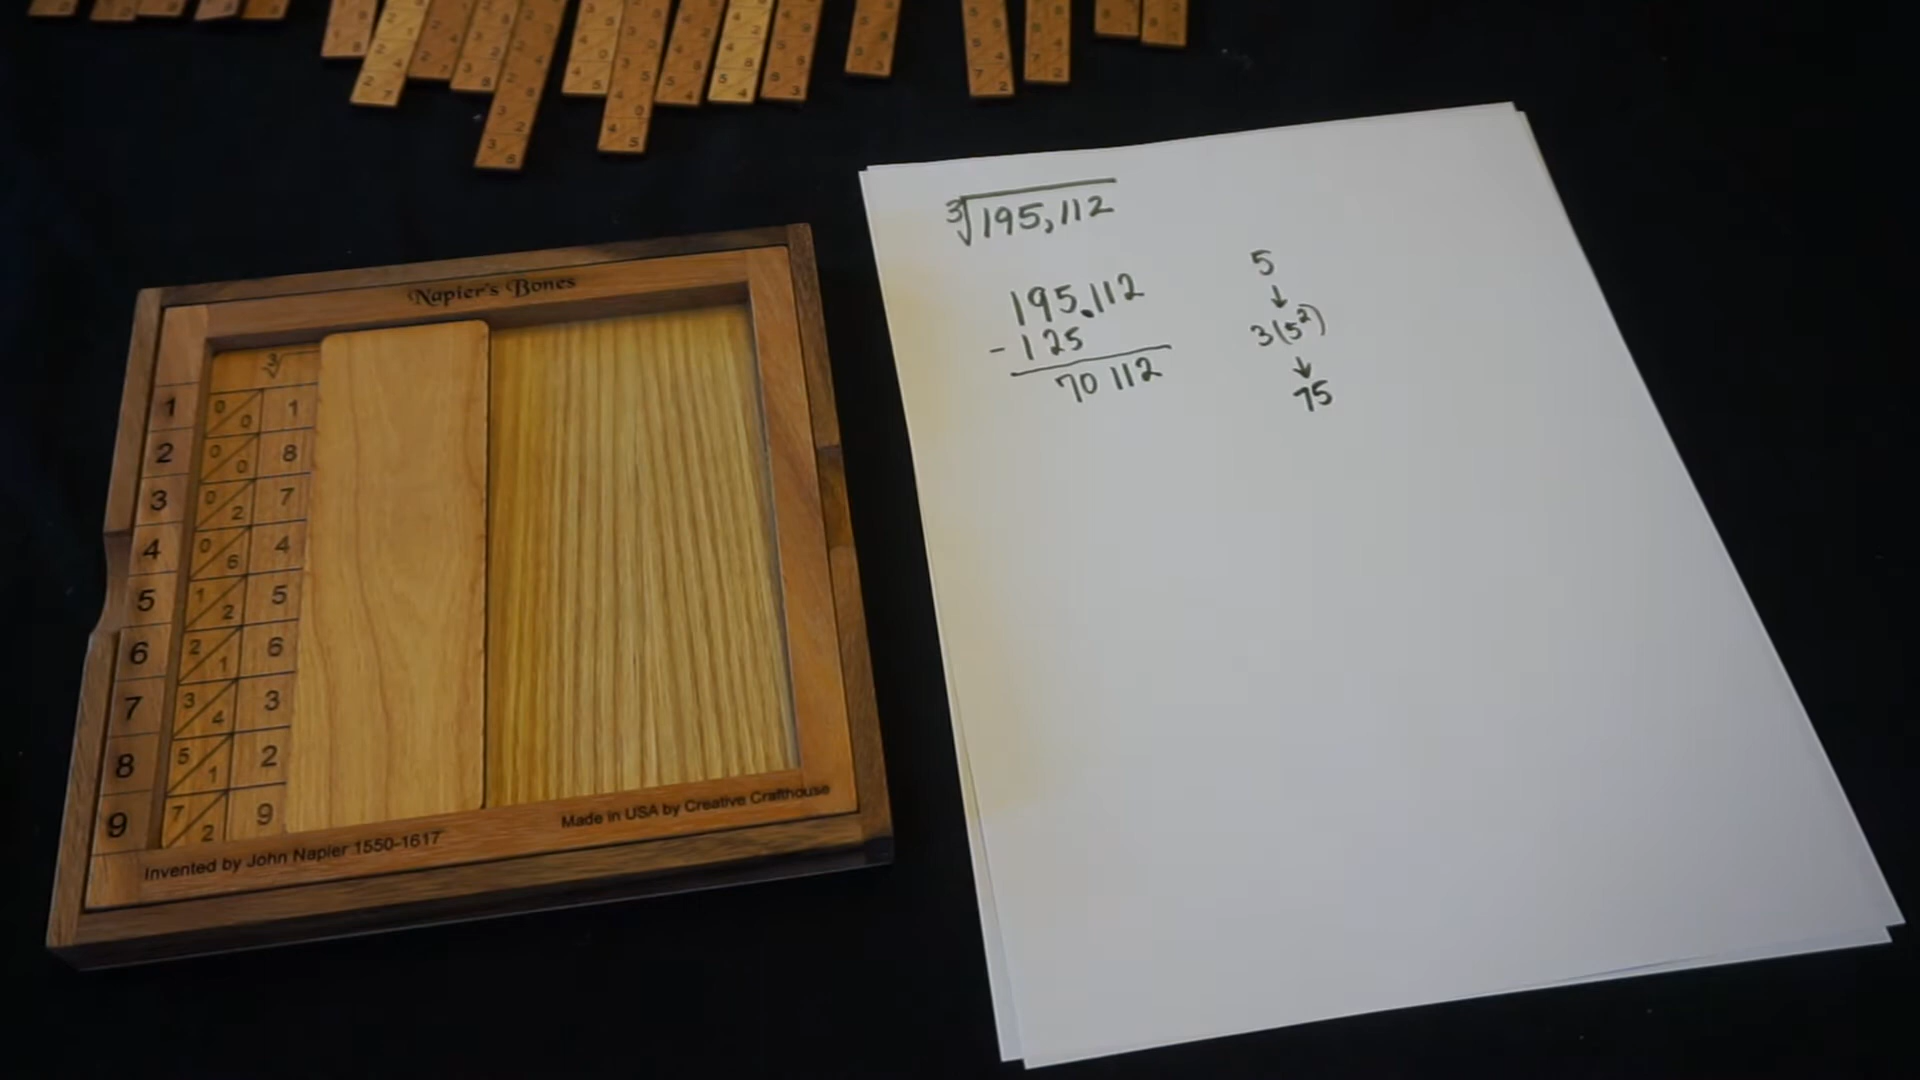 Napier's Bones
3√
1 0/0 1
2 0/0 8
3 0/2 7
4 0/6 4
5 1/2 5
6 2/1 6
7 3/4 3
8 5/1 2
9 7/2 9
Invented by John Napier 1550-1617
Made in USA by Creative Crafthouse
∛195,112
195.112
- 125
70 112
5
↓
3(5²)
↓
75